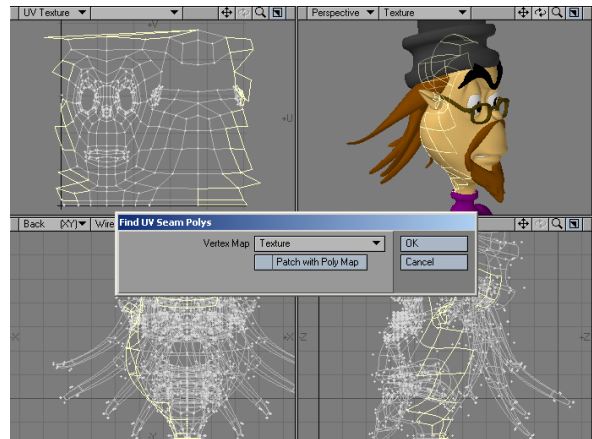 UV Texture
Perspective
Texture
+V
+U
Back
(XY)
Wire
Find UV Seam Polys
Vertex Map
Texture
OK
Patch with Poly Map
Cancel
X
+X
Z
+Z
-V